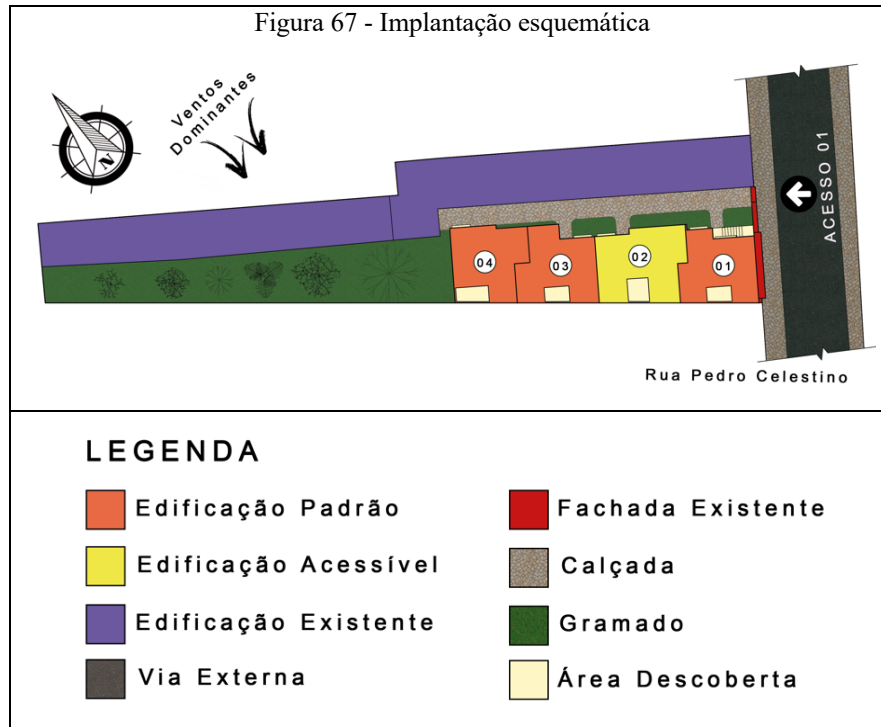 Figura 67 - Implantação esquemática
Ventos
Dominantes
N
ACESSO 01
04
03
02
01
Rua Pedro Celestino
LEGENDA
Edificação Padrão
Fachada Existente
Edificação Acessível
Calçada
Edificação Existente
Gramado
Via Externa
Área Descoberta